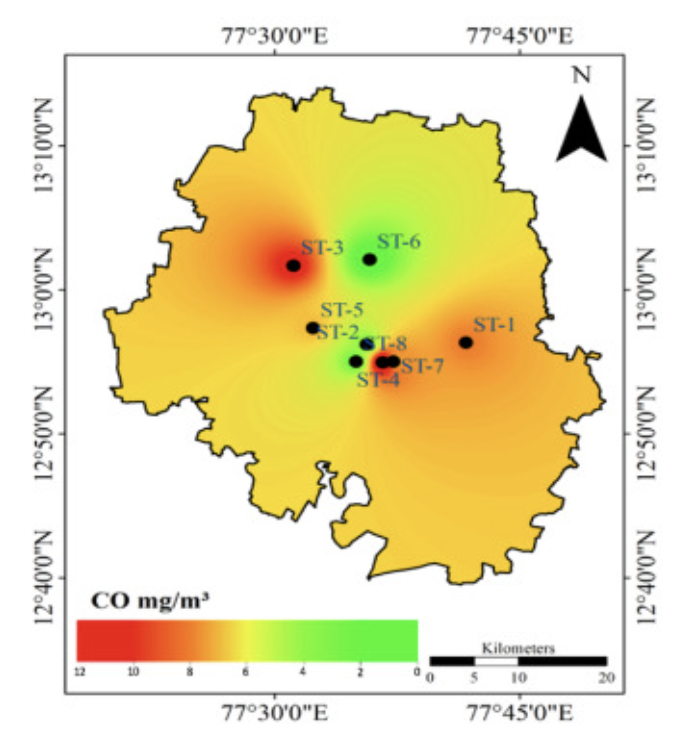 77°30'0"E 77°45'0"E
N
13°10'0"N 13°10'0"N
ST-3 ST-6
13°0'0"N 13°0'0"N
ST-5
ST-2 ST-1
ST-8
ST-7
ST-4
12°50'0"N 12°50'0"N
12°40'0"N 12°40'0"N
CO mg/m³
Kilometers
12 10 8 6 4 2 0
0 5 10 20
77°30'0"E 77°45'0"E